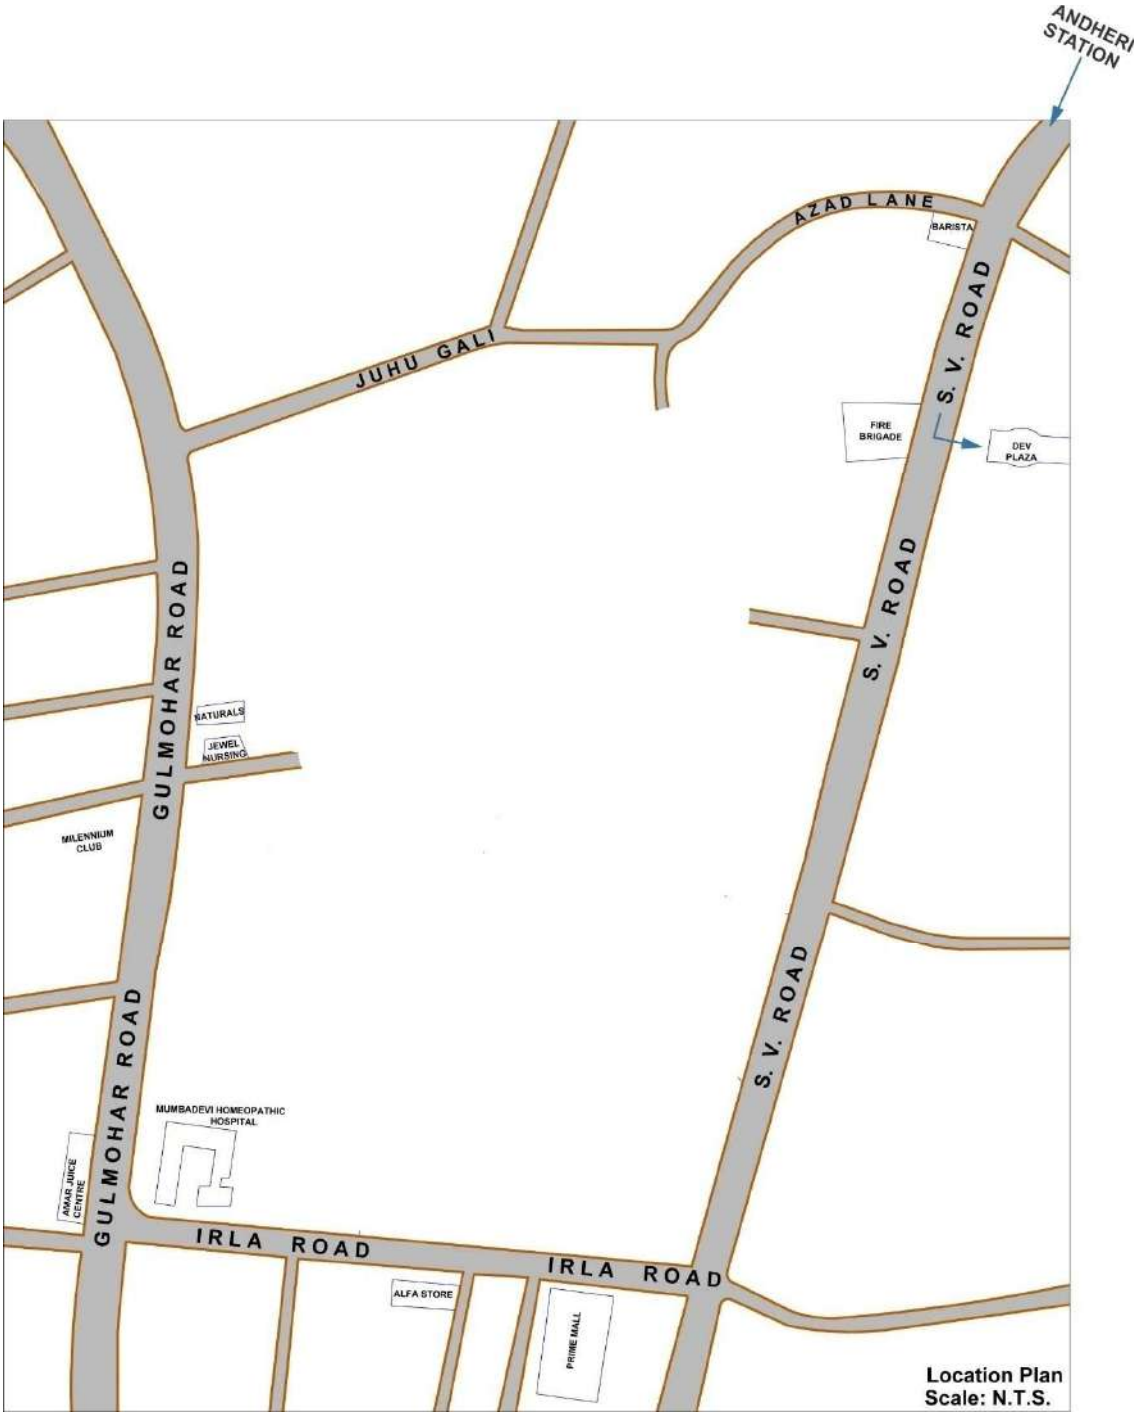 ANDHERI
STATION
AZAD LANE
BARISTA
S. V. ROAD
JUHU GALI
FIRE
BRIGADE
DEV
PLAZA
S. V. ROAD
GULMOHAR ROAD
NATURALS
JEWEL
NURSING
MILENNIUM
CLUB
S. V. ROAD
GULMOHAR ROAD
MUMBADEVI HOMEOPATHIC
HOSPITAL
AMAR JUICE
CENTRE
IRLA ROAD
IRLA ROAD
ALFA STORE
PRIME MALL
Location Plan
Scale: N.T.S.